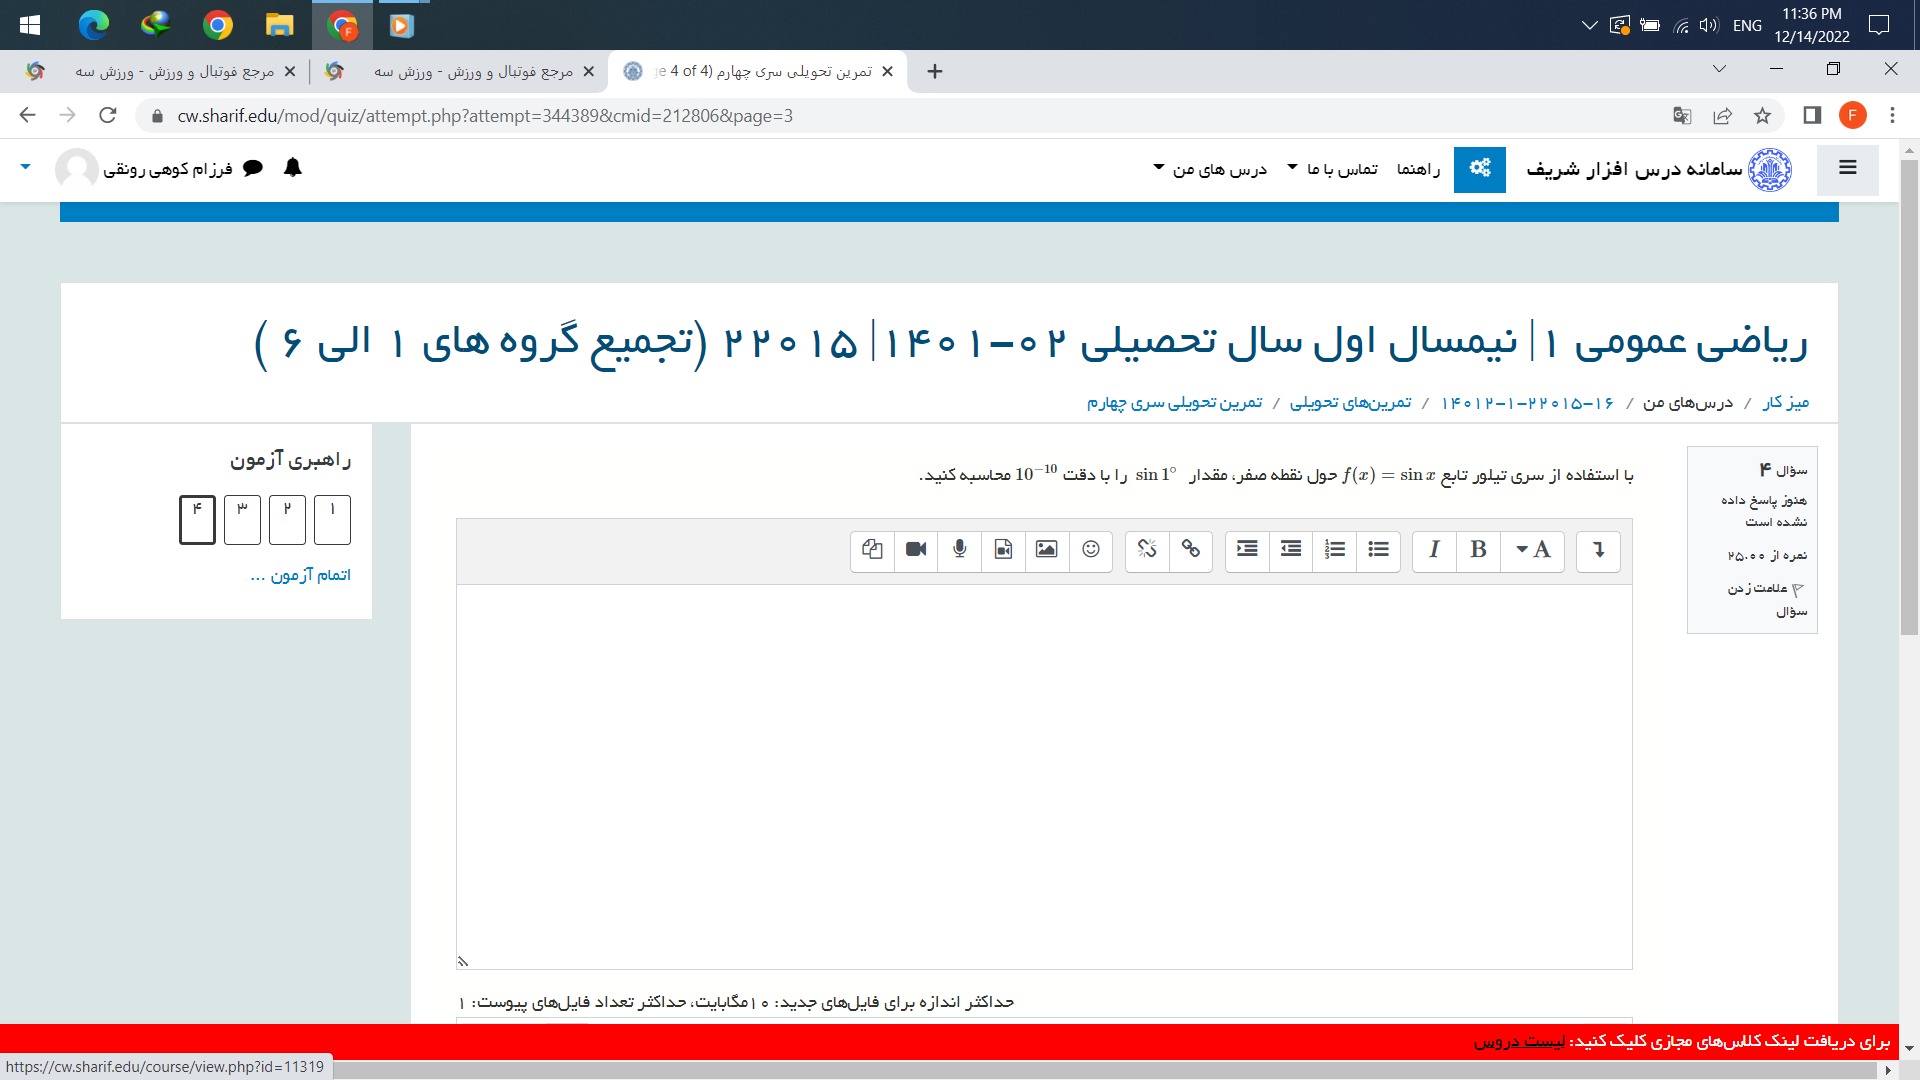 ENG
11:36 PM
12/14/2022
مرجع فوتبال و ورزش - ورزش سه
مرجع فوتبال و ورزش - ورزش سه
تمرین تحویلی سری چهارم (ge 4 of 4
cw.sharif.edu/mod/quiz/attempt.php?attempt=344389&cmid=212806&page=3
F
سامانه درس افزار شریف
راهنما
تماس با ما
درس های من
فرزام کوهی رونقی
ریاضی عمومی ۱| نیمسال اول سال تحصیلی ۰۲-۱۴۰۱| ۲۲۰۱۵ (تجمیع گروه های ۱ الی ۶ )
میز کار / درس‌های من / ۱۴۰۱۲-۱-۲۲۰۱۵-۱۶ / تمرین‌های تحویلی / تمرین تحویلی سری چهارم
سؤال ۴
هنوز پاسخ داده
نشده است
نمره از ۲۵.۰۰
علامت زدن
سؤال
با استفاده از سری تیلور تابع f(x) = sin x حول نقطه صفر، مقدار sin 1° را با دقت 10⁻¹⁰ محاسبه کنید.
I B A
راهبری آزمون
۱ ۲ ۳ ۴
اتمام آزمون ...
حداکثر اندازه برای فایل‌های جدید: ۱۰مگابایت، حداکثر تعداد فایل‌های پیوست: ۱
برای دریافت لینک کلاس‌های مجازی کلیک کنید: لیست دروس
https://cw.sharif.edu/course/view.php?id=11319